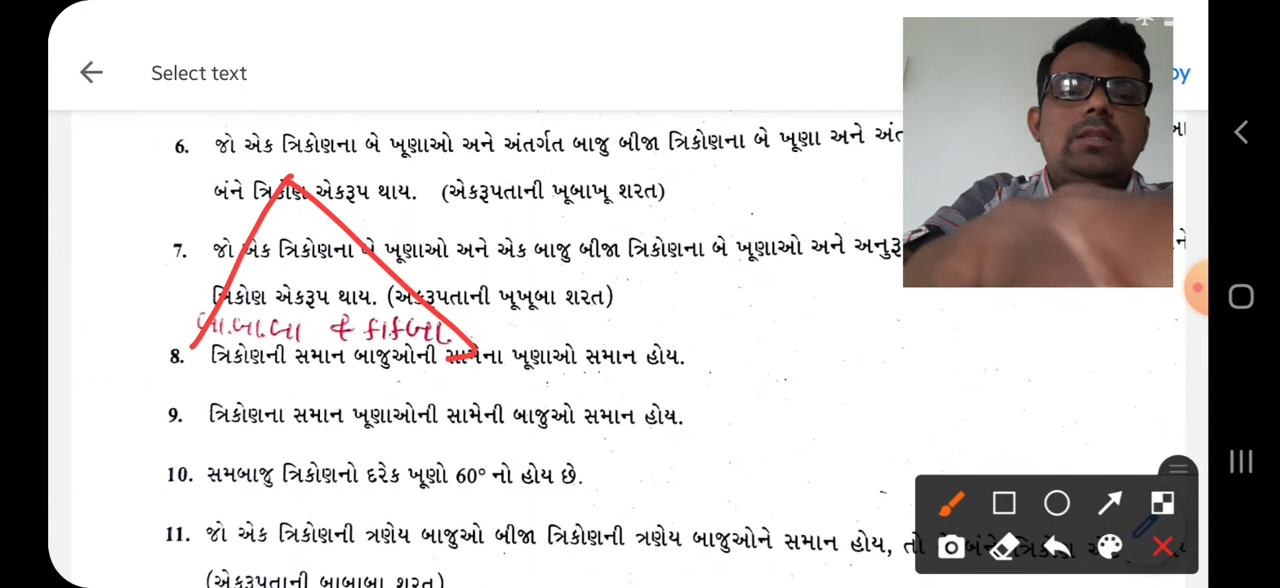 Select text
6. જો એક ત્રિકોણના બે ખૂણાઓ અને અંતર્ગત બાજુ બીજા ત્રિકોણના બે ખૂણા અને
બંને ત્રિકોણ એકરૂપ થાય. (એકરૂપતાની ખૂબાખૂ શરત)
7. જો એક ત્રિકોણના બે ખૂણાઓ અને એક બાજુ બીજા ત્રિકોણના બે ખૂણાઓ અને
ત્રિકોણ એકરૂપ થાય. (એકરૂપતાની ખૂખૂબા શરત)
બા.બા.બા
8. ત્રિકોણની સમાન બાજુઓની સામેના ખૂણાઓ સમાન હોય.
9. ત્રિકોણના સમાન ખૂણાઓની સામેની બાજુઓ સમાન હોય.
10. સમબાજુ ત્રિકોણનો દરેક ખૂણો 60° નો હોય છે.
11. જો એક ત્રિકોણની ત્રણેય બાજુઓ બીજા ત્રિકોણની ત્રણેય બાજુઓને સમાન હોય, તો
(એકરૂપતાની બાબાબા શરત)